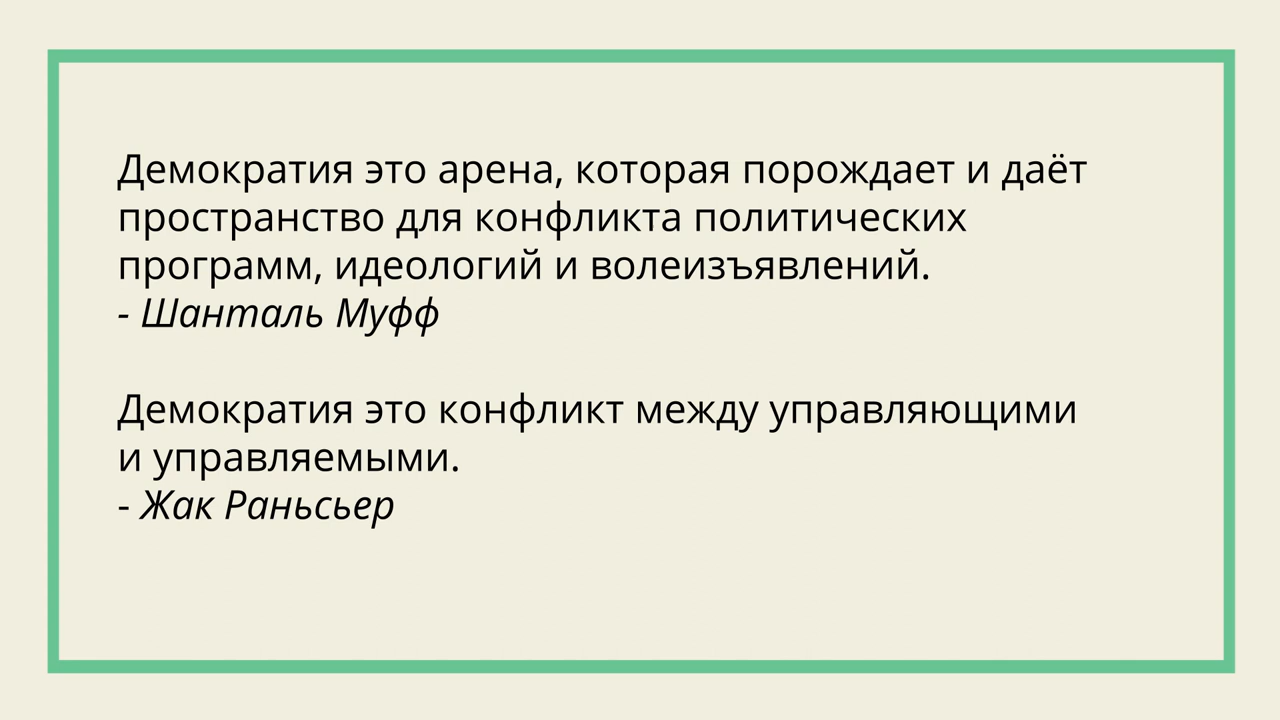 Демократия это арена, которая порождает и даёт
пространство для конфликта политических
программ, идеологий и волеизъявлений.
- Шанталь Муфф
Демократия это конфликт между управляющими
и управляемыми.
- Жак Раньсьер